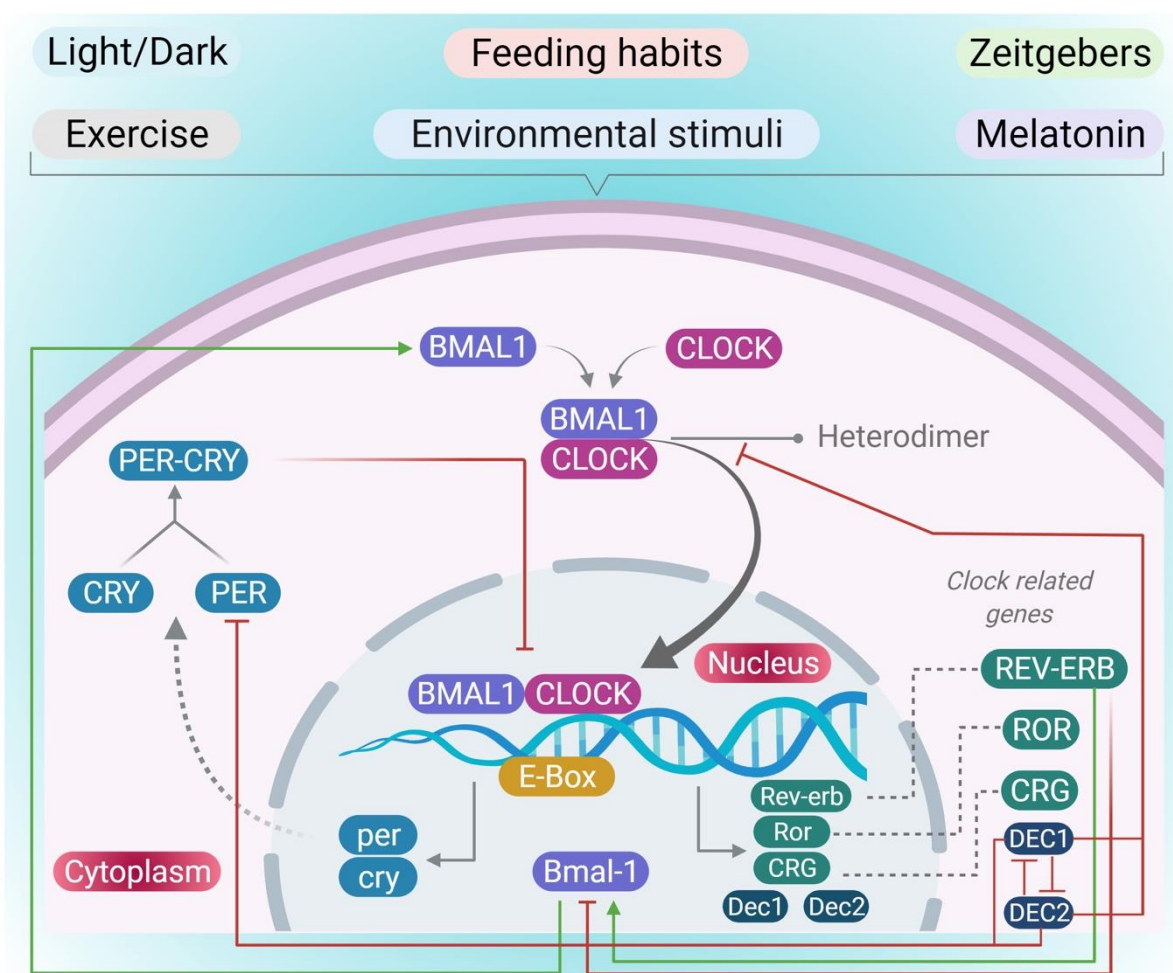 Light/Dark
Feeding habits
Zeitgebers
Exercise
Environmental stimuli
Melatonin
BMAL1
CLOCK
BMAL1
CLOCK
Heterodimer
PER-CRY
CRY
PER
Clock related
genes
Nucleus
REV-ERB
BMAL1
CLOCK
ROR
E-Box
CRG
Rev-erb
per
Ror
DEC1
cry
CRG
Cytoplasm
Bmal-1
Dec1
Dec2
DEC2